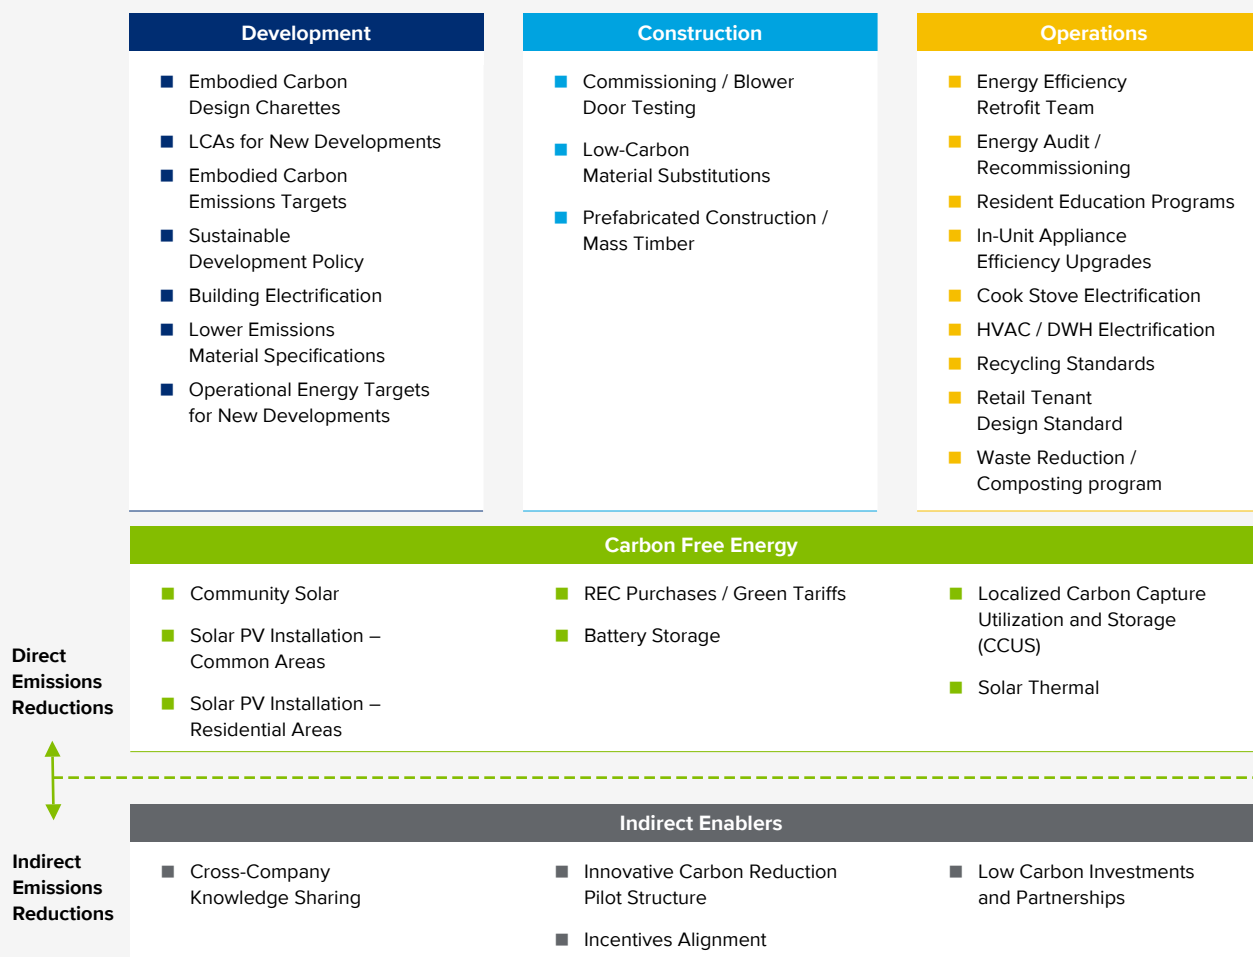 Development
Embodied Carbon
Design Charettes
LCAs for New Developments
Embodied Carbon
Emissions Targets
Sustainable
Development Policy
Building Electrification
Lower Emissions
Material Specifications
Operational Energy Targets
for New Developments
Construction
Commissioning / Blower
Door Testing
Low-Carbon
Material Substitutions
Prefabricated Construction /
Mass Timber
Operations
Energy Efficiency
Retrofit Team
Energy Audit /
Recommissioning
Resident Education Programs
In-Unit Appliance
Efficiency Upgrades
Cook Stove Electrification
HVAC / DWH Electrification
Recycling Standards
Retail Tenant
Design Standard
Waste Reduction /
Composting program
Carbon Free Energy
Community Solar
Solar PV Installation –
Common Areas
Solar PV Installation –
Residential Areas
REC Purchases / Green Tariffs
Battery Storage
Localized Carbon Capture
Utilization and Storage
(CCUS)
Solar Thermal
Direct
Emissions
Reductions
Indirect
Emissions
Reductions
Indirect Enablers
Cross-Company
Knowledge Sharing
Innovative Carbon Reduction
Pilot Structure
Incentives Alignment
Low Carbon Investments
and Partnerships